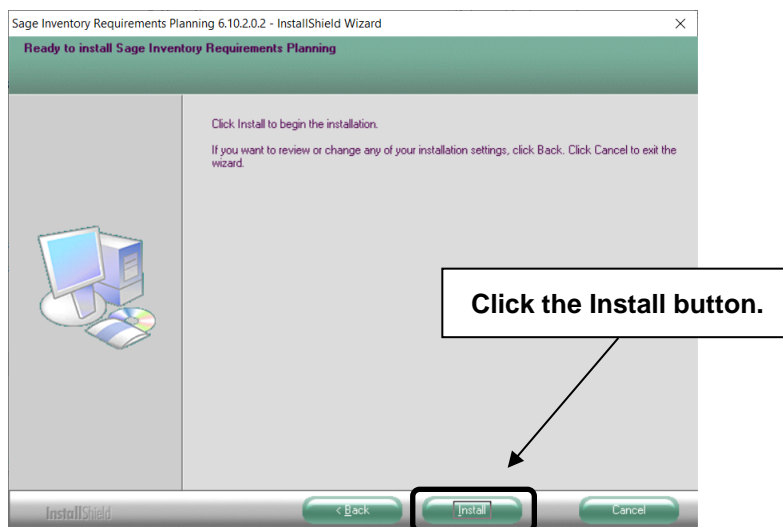 Sage Inventory Requirements Planning 6.10.2.0.2 - InstallShield Wizard
Ready to install Sage Inventory Requirements Planning
Click Install to begin the installation.
If you want to review or change any of your installation settings, click Back. Click Cancel to exit the
wizard.
Click the Install button.
InstallShield
< Back
Install
Cancel